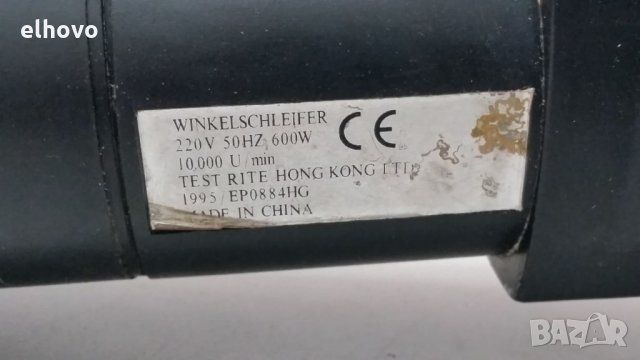 elhovo
WINKELSCHLEIFER
220V 50HZ 600W
10,000 U/min
TEST RITE HONG KONG LTD
1995/EP0884HG
MADE IN CHINA
CE
BAZAR